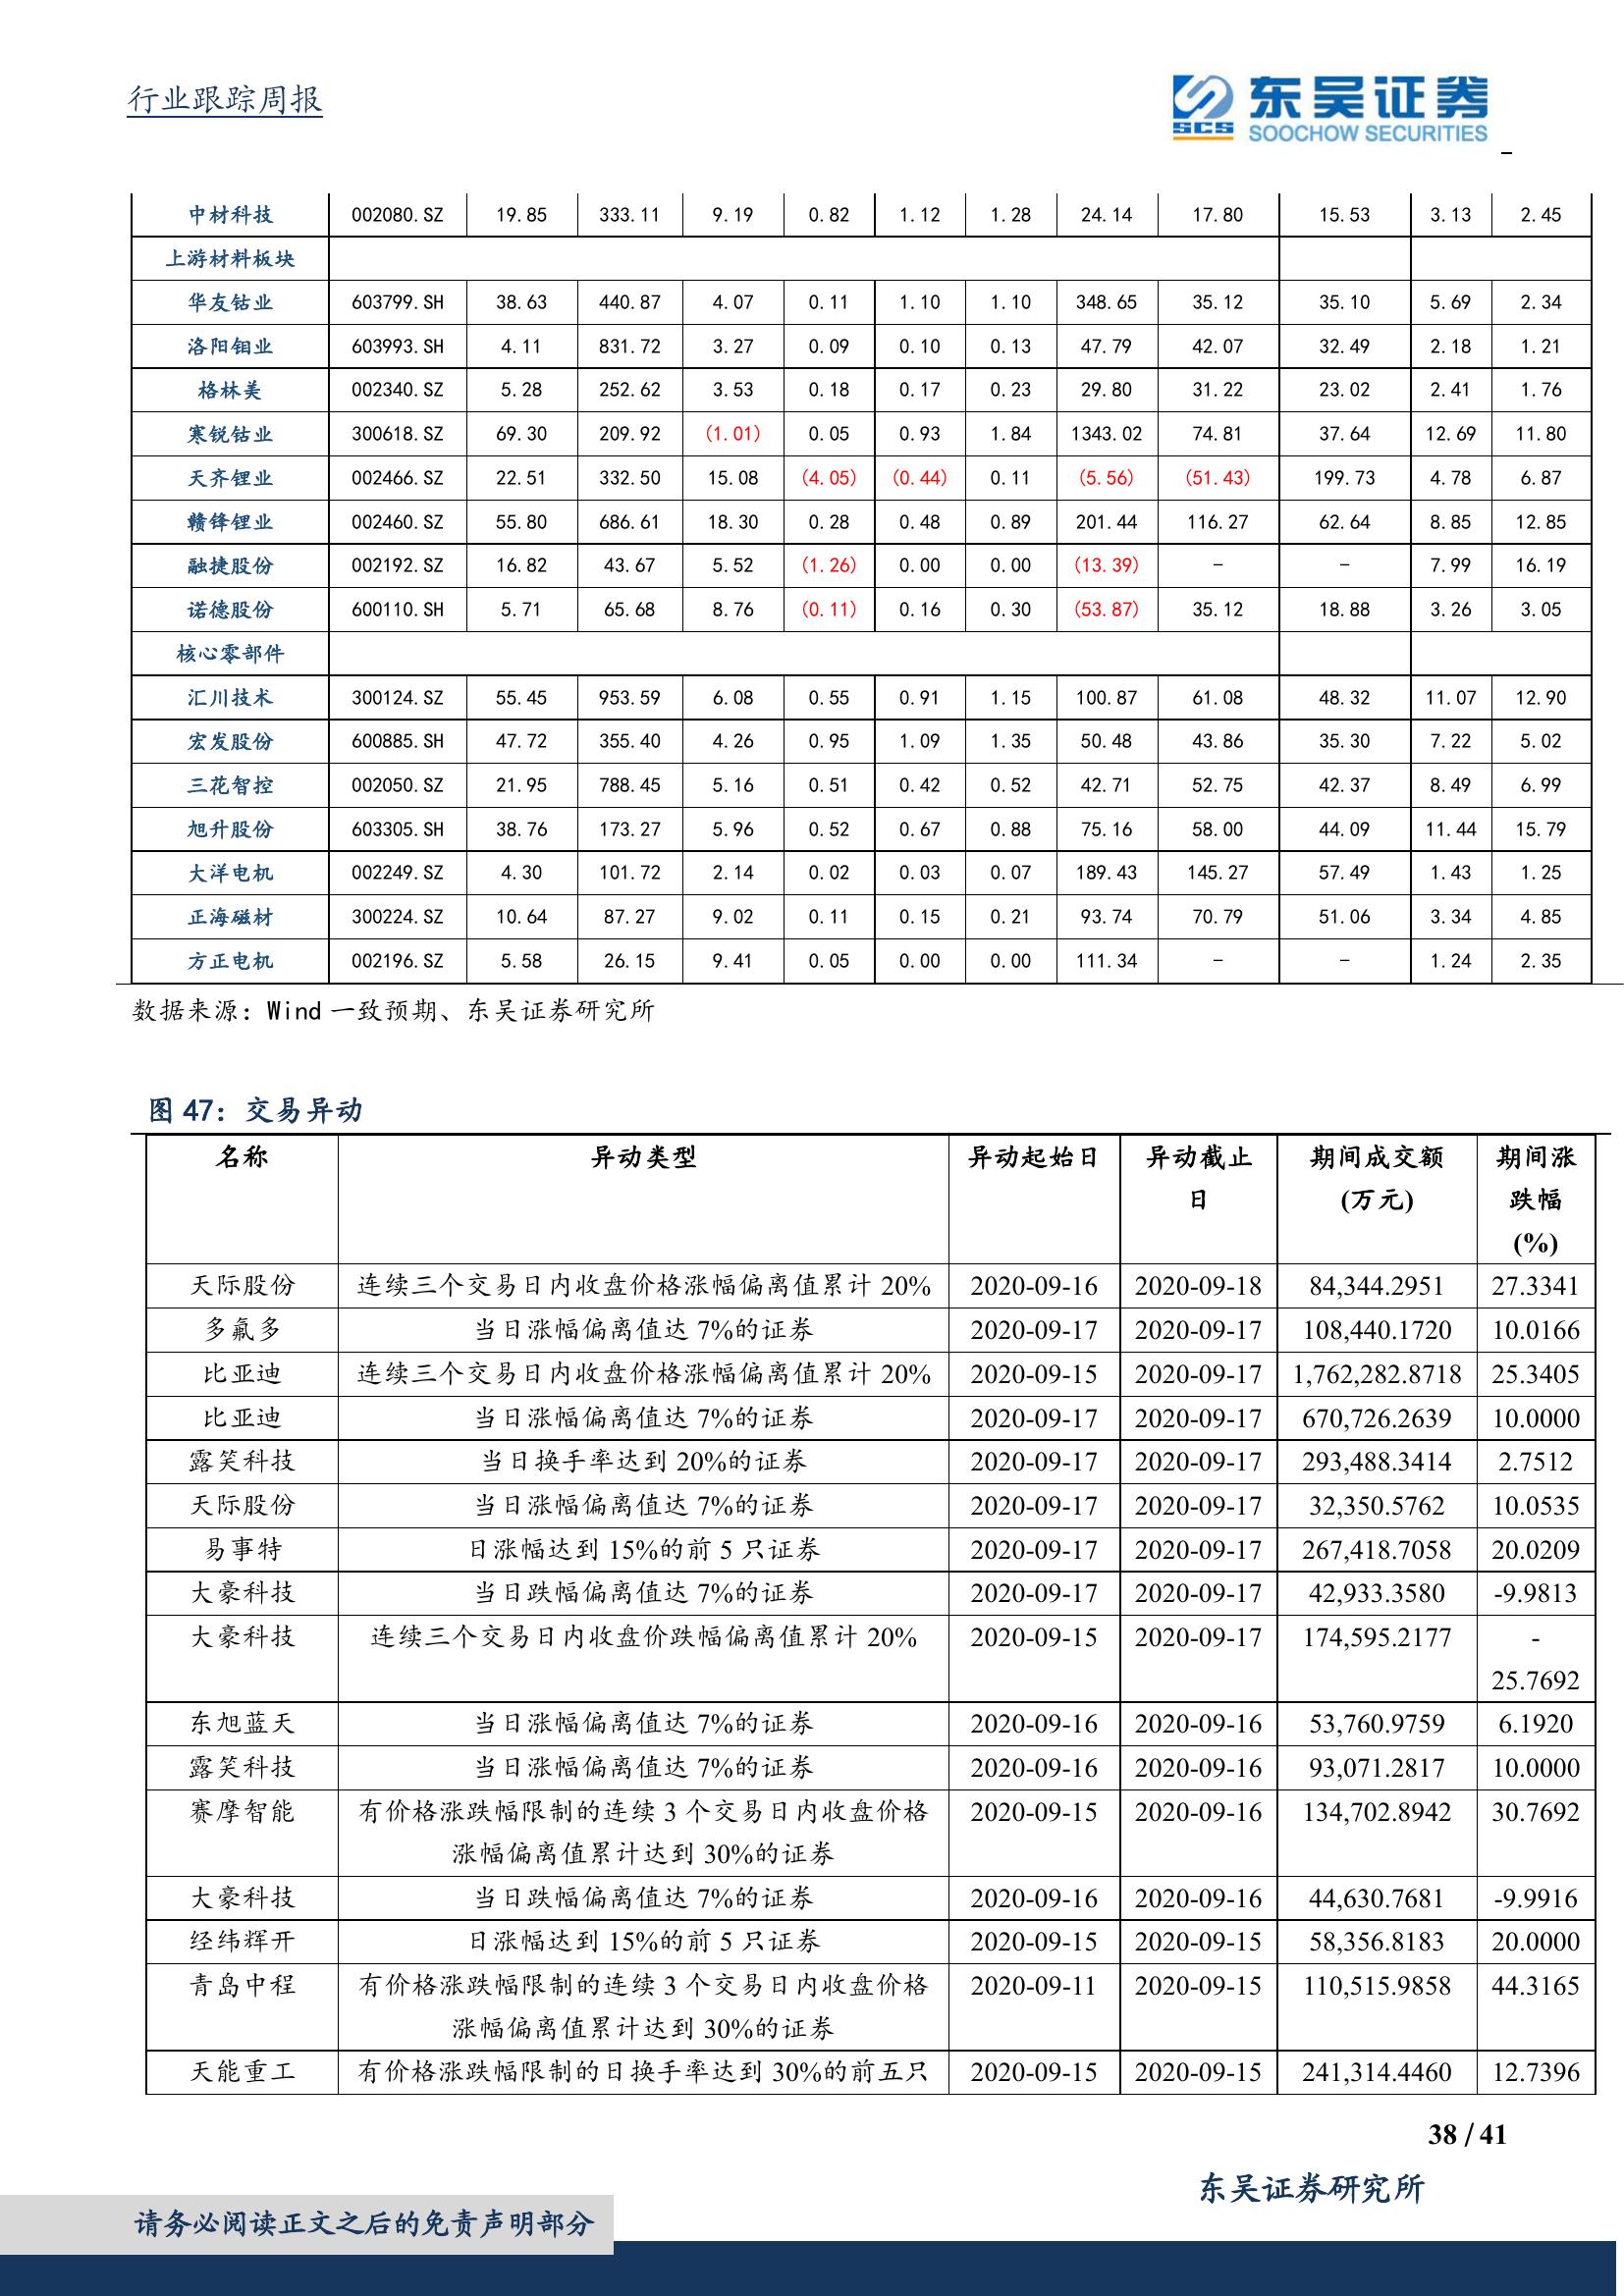 行业跟踪周报
SCS 东吴证券
SOOCHOW SECURITIES
中材科技 002080.SZ 19.85 333.11 9.19 0.82 1.12 1.28 24.14 17.80 15.53 3.13 2.45
上游材料板块
华友钴业 603799.SH 38.63 440.87 4.07 0.11 1.10 1.10 348.65 35.12 35.10 5.69 2.34
洛阳钼业 603993.SH 4.11 831.72 3.27 0.09 0.10 0.13 47.79 42.07 32.49 2.18 1.21
格林美 002340.SZ 5.28 252.62 3.53 0.18 0.17 0.23 29.80 31.22 23.02 2.41 1.76
寒锐钴业 300618.SZ 69.30 209.92 (1.01) 0.05 0.93 1.84 1343.02 74.81 37.64 12.69 11.80
天齐锂业 002466.SZ 22.51 332.50 15.08 (4.05) (0.44) 0.11 (5.56) (51.43) 199.73 4.78 6.87
赣锋锂业 002460.SZ 55.80 686.61 18.30 0.28 0.48 0.89 201.44 116.27 62.64 8.85 12.85
融捷股份 002192.SZ 16.82 43.67 5.52 (1.26) 0.00 0.00 (13.39) - - 7.99 16.19
诺德股份 600110.SH 5.71 65.68 8.76 (0.11) 0.16 0.30 (53.87) 35.12 18.88 3.26 3.05
核心零部件
汇川技术 300124.SZ 55.45 953.59 6.08 0.55 0.91 1.15 100.87 61.08 48.32 11.07 12.90
宏发股份 600885.SH 47.72 355.40 4.26 0.95 1.09 1.35 50.48 43.86 35.30 7.22 5.02
三花智控 002050.SZ 21.95 788.45 5.16 0.51 0.42 0.52 42.71 52.75 42.37 8.49 6.99
旭升股份 603305.SH 38.76 173.27 5.96 0.52 0.67 0.88 75.16 58.00 44.09 11.44 15.79
大洋电机 002249.SZ 4.30 101.72 2.14 0.02 0.03 0.07 189.43 145.27 57.49 1.43 1.25
正海磁材 300224.SZ 10.64 87.27 9.02 0.11 0.15 0.21 93.74 70.79 51.06 3.34 4.85
方正电机 002196.SZ 5.58 26.15 9.41 0.05 0.00 0.00 111.34 - - 1.24 2.35
数据来源：Wind 一致预期、东吴证券研究所
图 47：交易异动
名称 异动类型 异动起始日 异动截止 期间成交额 期间涨
日 (万元) 跌幅
(%)
天际股份 连续三个交易日内收盘价格涨幅偏离值累计 20% 2020-09-16 2020-09-18 84,344.2951 27.3341
多氟多 当日涨幅偏离值达 7%的证券 2020-09-17 2020-09-17 108,440.1720 10.0166
比亚迪 连续三个交易日内收盘价格涨幅偏离值累计 20% 2020-09-15 2020-09-17 1,762,282.8718 25.3405
比亚迪 当日涨幅偏离值达 7%的证券 2020-09-17 2020-09-17 670,726.2639 10.0000
露笑科技 当日换手率达到 20%的证券 2020-09-17 2020-09-17 293,488.3414 2.7512
天际股份 当日涨幅偏离值达 7%的证券 2020-09-17 2020-09-17 32,350.5762 10.0535
易事特 日涨幅达到 15%的前 5 只证券 2020-09-17 2020-09-17 267,418.7058 20.0209
大豪科技 当日跌幅偏离值达 7%的证券 2020-09-17 2020-09-17 42,933.3580 -9.9813
大豪科技 连续三个交易日内收盘价跌幅偏离值累计 20% 2020-09-15 2020-09-17 174,595.2177 -
25.7692
东旭蓝天 当日涨幅偏离值达 7%的证券 2020-09-16 2020-09-16 53,760.9759 6.1920
露笑科技 当日涨幅偏离值达 7%的证券 2020-09-16 2020-09-16 93,071.2817 10.0000
赛摩智能 有价格涨跌幅限制的连续 3 个交易日内收盘价格 2020-09-15 2020-09-16 134,702.8942 30.7692
涨幅偏离值累计达到 30%的证券
大豪科技 当日跌幅偏离值达 7%的证券 2020-09-16 2020-09-16 44,630.7681 -9.9916
经纬辉开 日涨幅达到 15%的前 5 只证券 2020-09-15 2020-09-15 58,356.8183 20.0000
青岛中程 有价格涨跌幅限制的连续 3 个交易日内收盘价格 2020-09-11 2020-09-15 110,515.9858 44.3165
涨幅偏离值累计达到 30%的证券
天能重工 有价格涨跌幅限制的日换手率达到 30%的前五只 2020-09-15 2020-09-15 241,314.4460 12.7396
38 / 41
东吴证券研究所
请务必阅读正文之后的免责声明部分